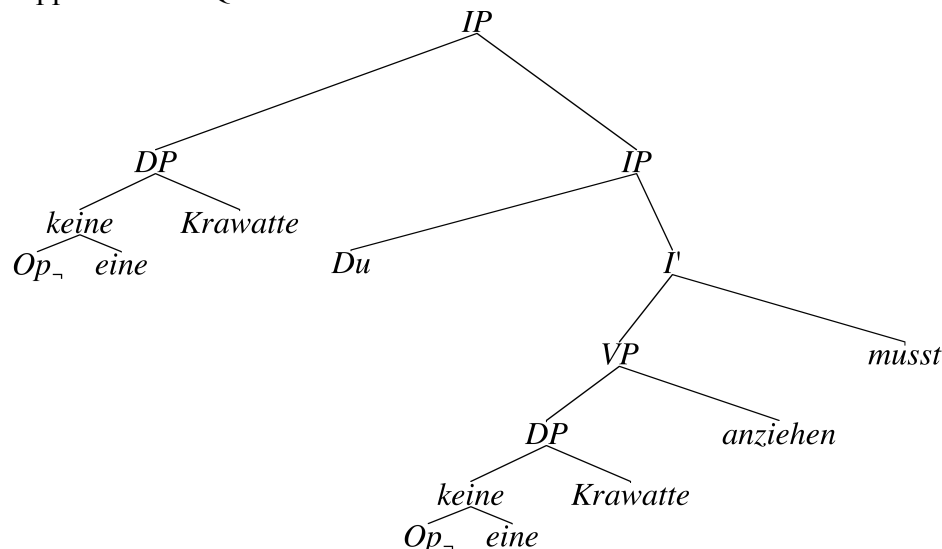 IP
DP IP
keine Krawatte
Op¬ eine Du I'
VP musst
DP anziehen
keine Krawatte
Op¬ eine